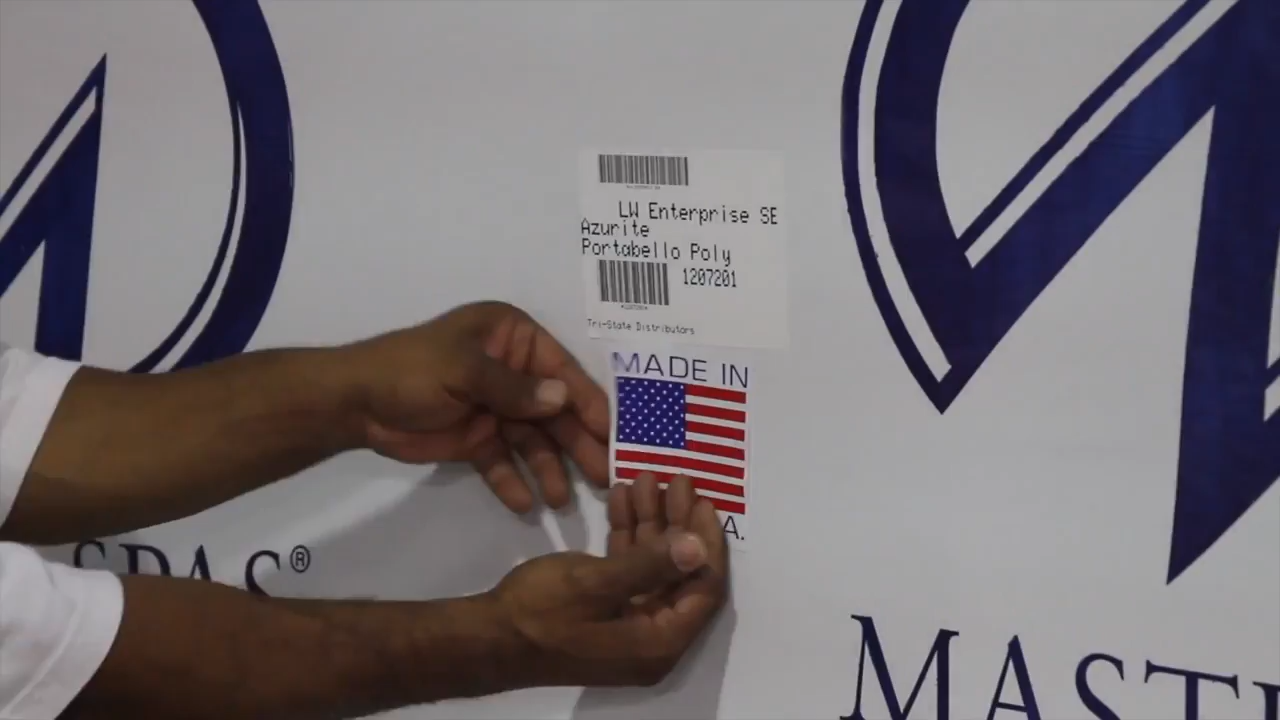 LW Enterprise SE
Azurite
Portabello Poly
1207201
Tri-State Distributors
MADE IN
A.
SPAS®
MAST